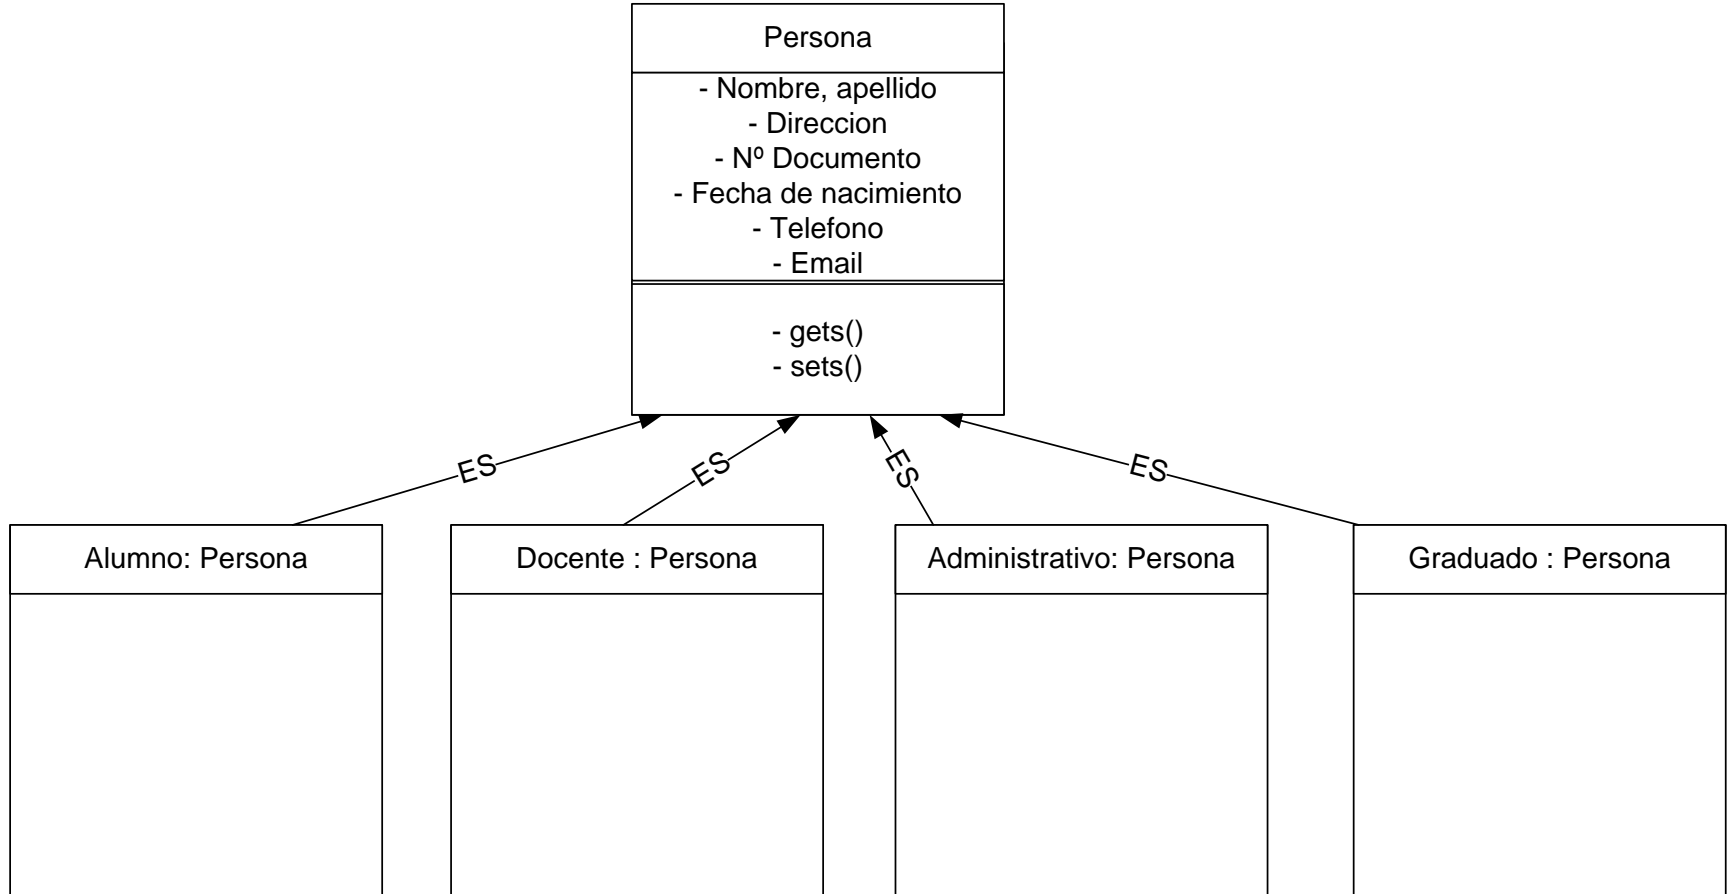 Persona
- Nombre, apellido
- Direccion
- Nº Documento
- Fecha de nacimiento
- Telefono
- Email
- gets()
- sets()
ES
ES
ES
ES
Alumno: Persona
Docente : Persona
Administrativo: Persona
Graduado : Persona